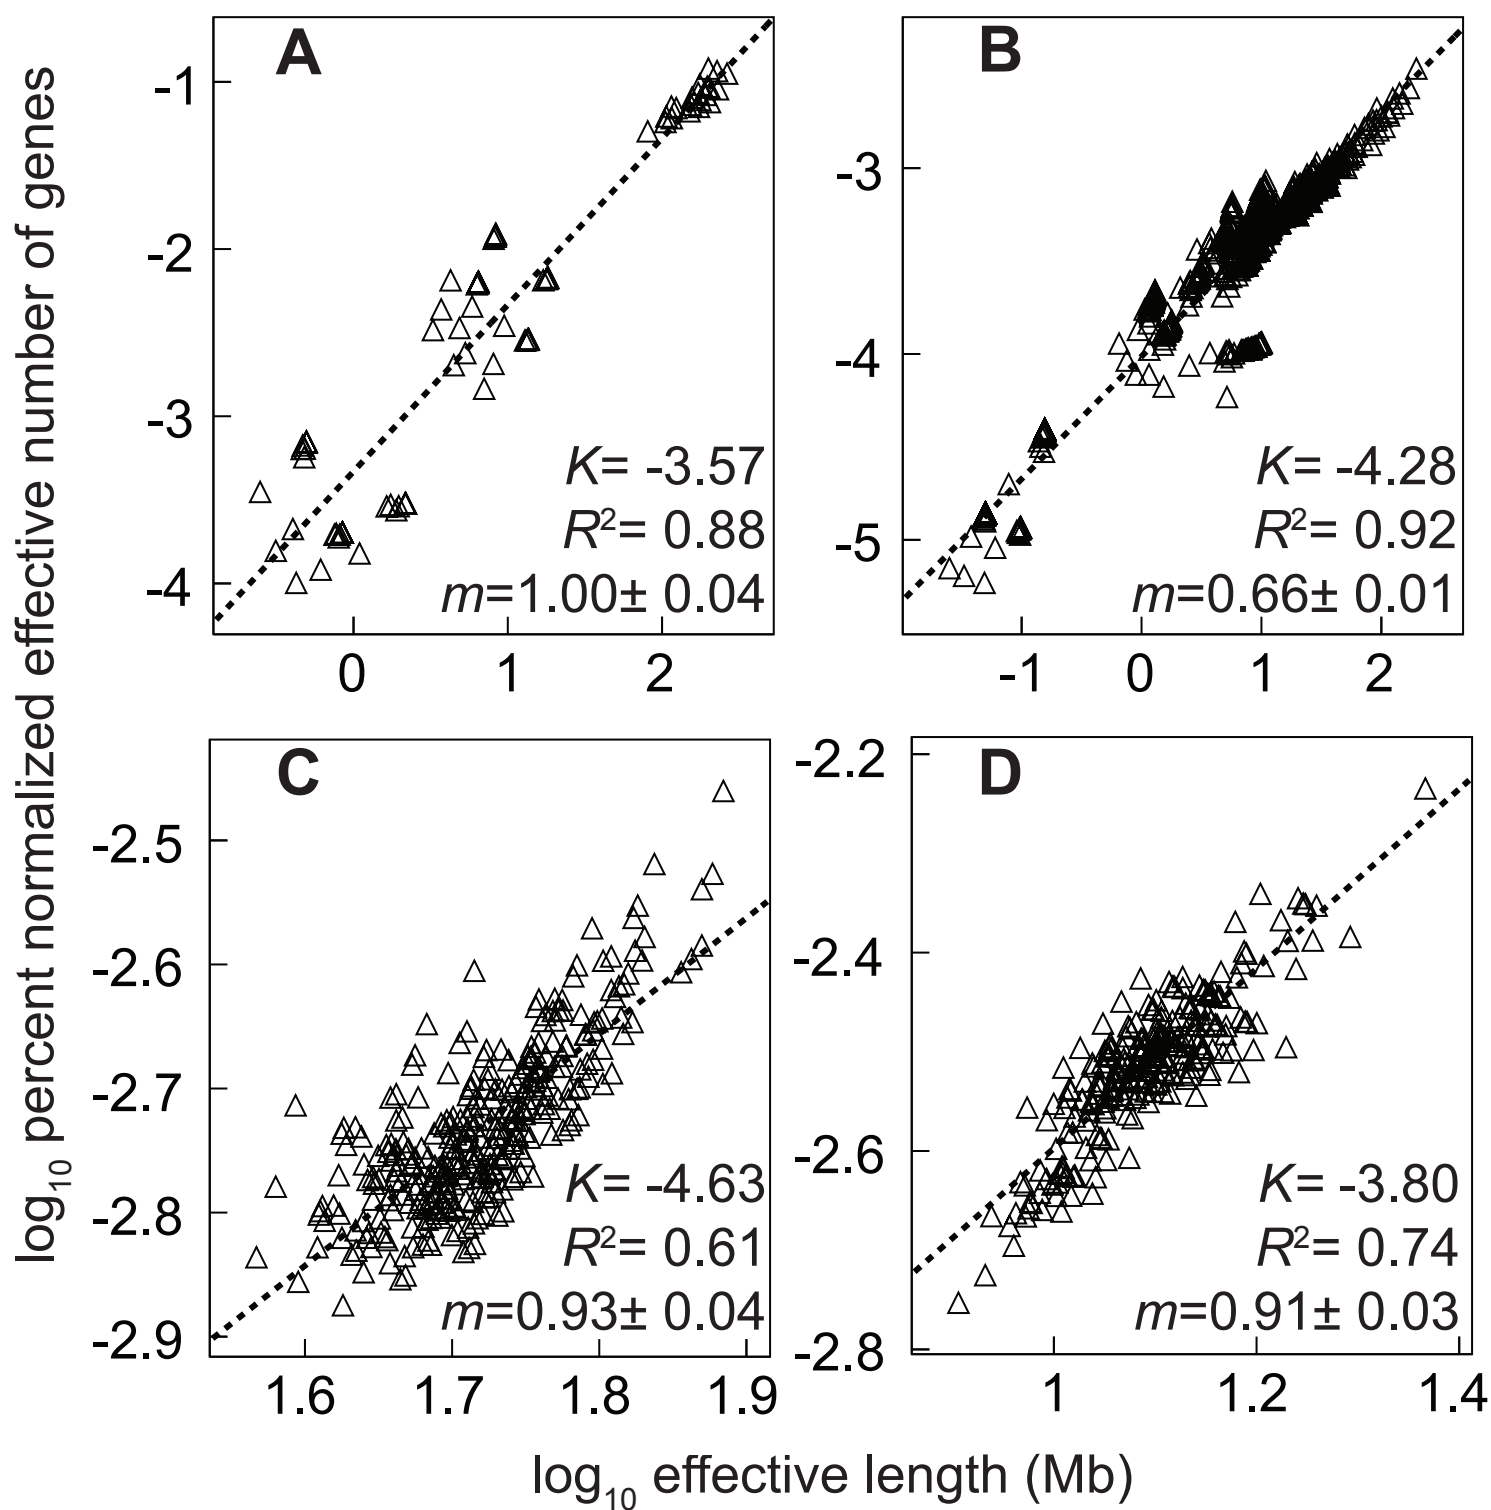 log10 percent normalized effective number of genes
A
-1
-2
-3
-4
K= -3.57
R2= 0.88
m=1.00± 0.04
0 1 2
B
-3
-4
-5
K= -4.28
R2= 0.92
m=0.66± 0.01
-1 0 1 2
C
-2.5
-2.6
-2.7
-2.8
-2.9
K= -4.63
R2= 0.61
m=0.93± 0.04
1.6 1.7 1.8 1.9
D
-2.2
-2.4
-2.6
-2.8
K= -3.80
R2= 0.74
m=0.91± 0.03
1 1.2 1.4
log10 effective length (Mb)